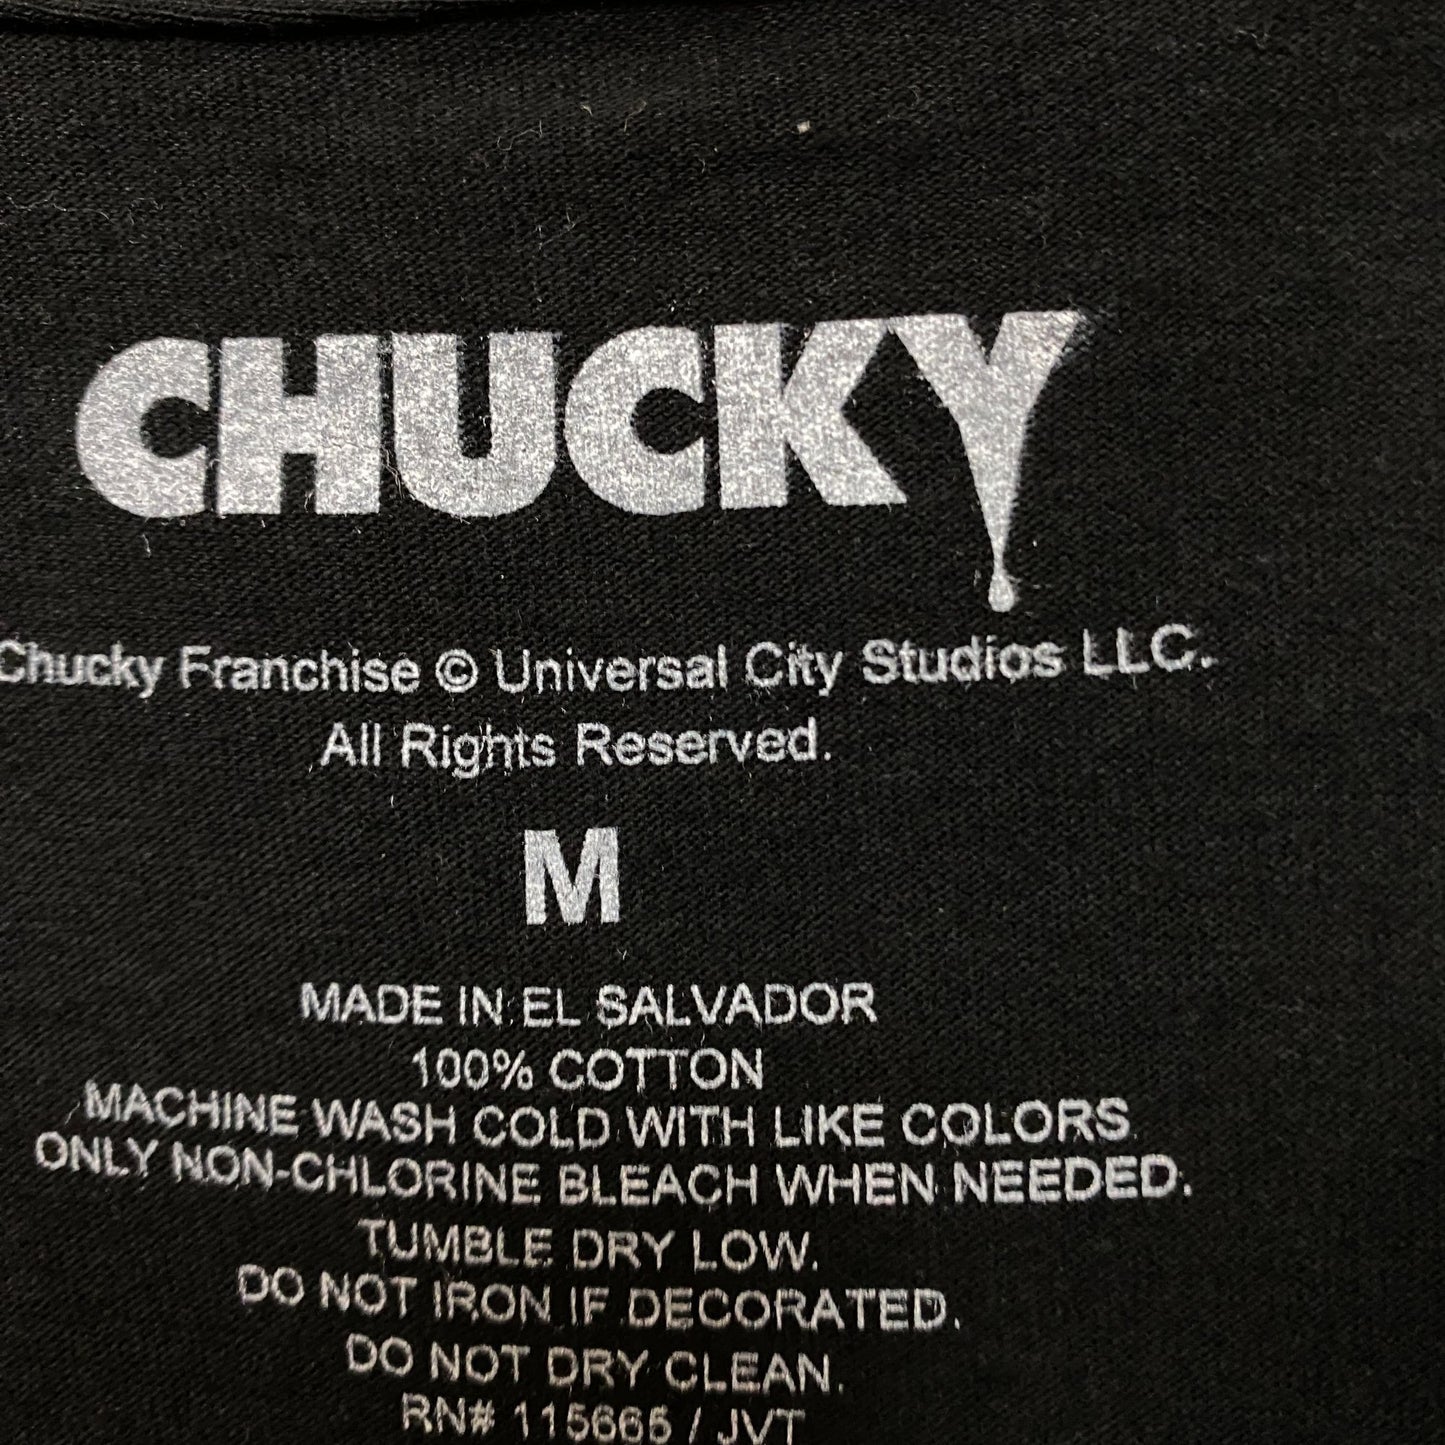 CHUCKY
Chucky Franchise © Universal City Studios LLC.
All Rights Reserved.
M
MADE IN EL SALVADOR
100% COTTON
MACHINE WASH COLD WITH LIKE COLORS.
ONLY NON-CHLORINE BLEACH WHEN NEEDED.
TUMBLE DRY LOW.
DO NOT IRON IF DECORATED.
DO NOT DRY CLEAN.
RN# 115665 / JVT